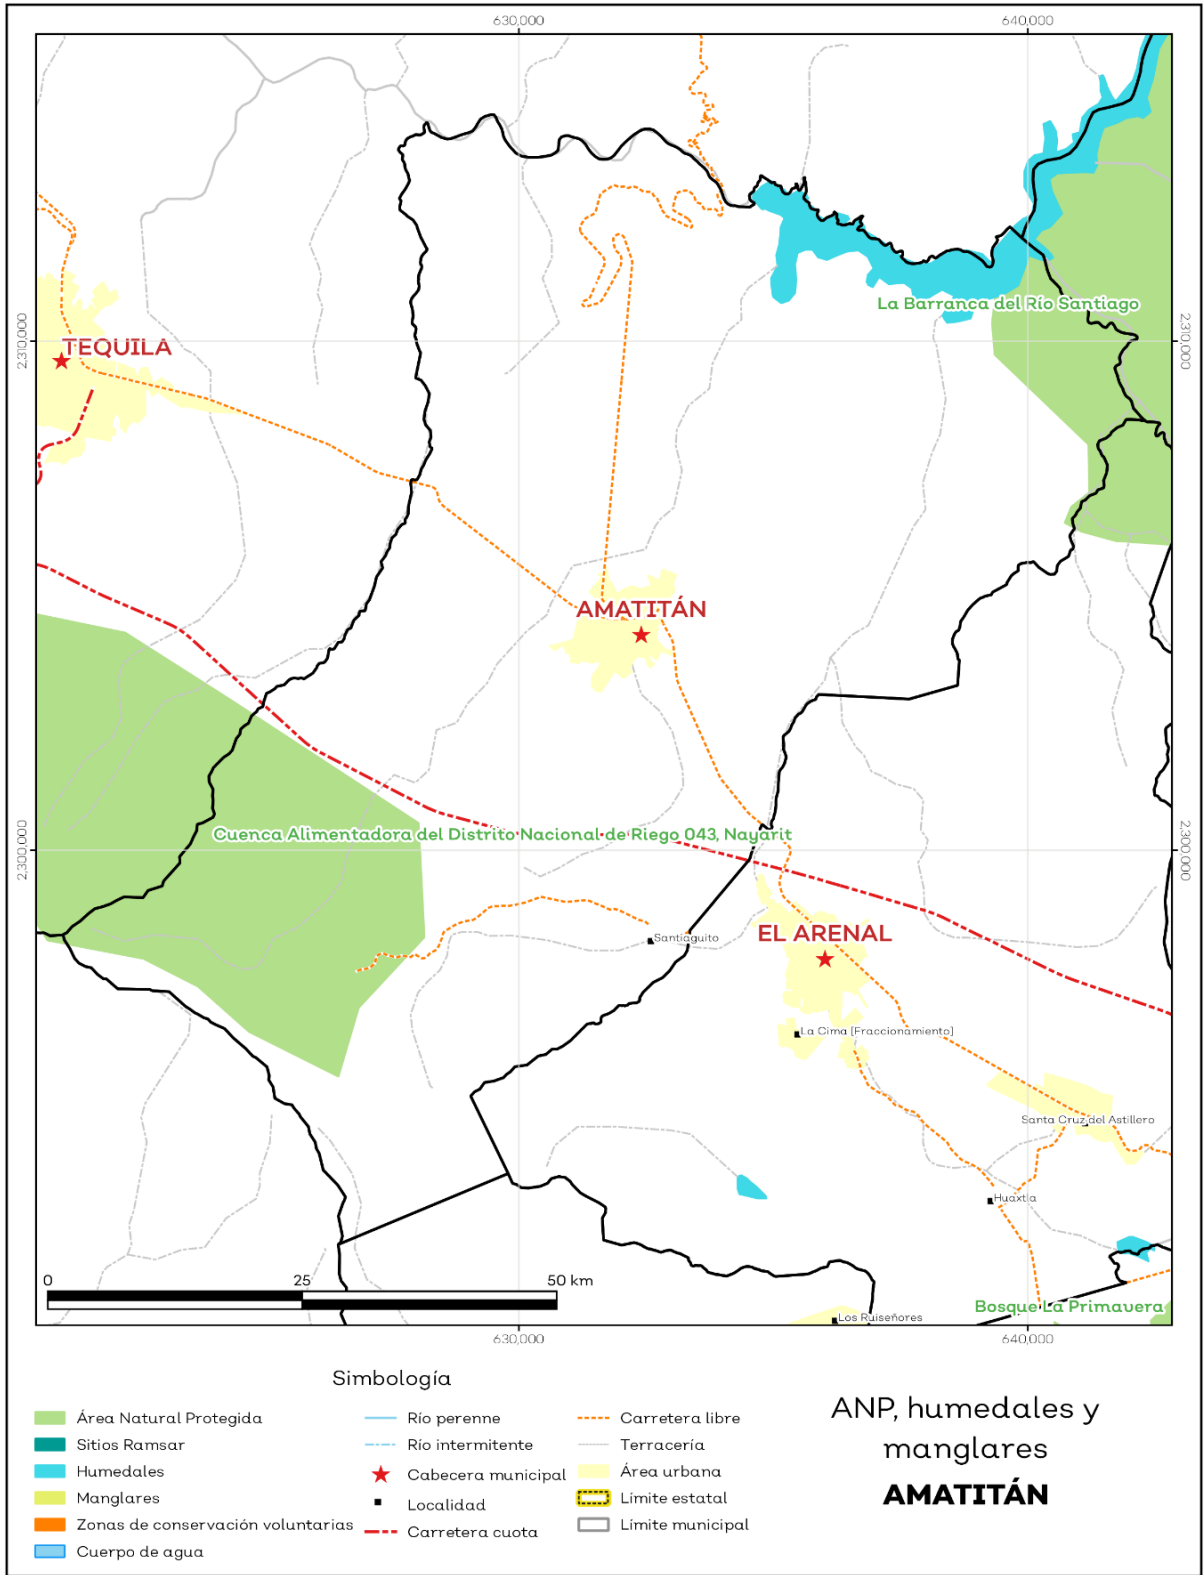 630,000
640,000
La Barranca del Río Santiago
2,310,000
2,310,000
TEQUILA
AMATITÁN
Cuenca Alimentadora del Distrito Nacional de Riego 043, Nayarit
2,300,000
2,300,000
Santiaguito
EL ARENAL
La Cima [Fraccionamiento]
Santa Cruz del Astillero
Huaxtla
0
25
50 km
Bosque La Primavera
Los Ruiseñores
630,000
640,000
Simbología
Área Natural Protegida
Sitios Ramsar
Humedales
Manglares
Zonas de conservación voluntarias
Cuerpo de agua
Río perenne
Río intermitente
Cabecera municipal
Localidad
Carretera cuota
Carretera libre
Terracería
Área urbana
Límite estatal
Límite municipal
ANP, humedales y
manglares
AMATITÁN